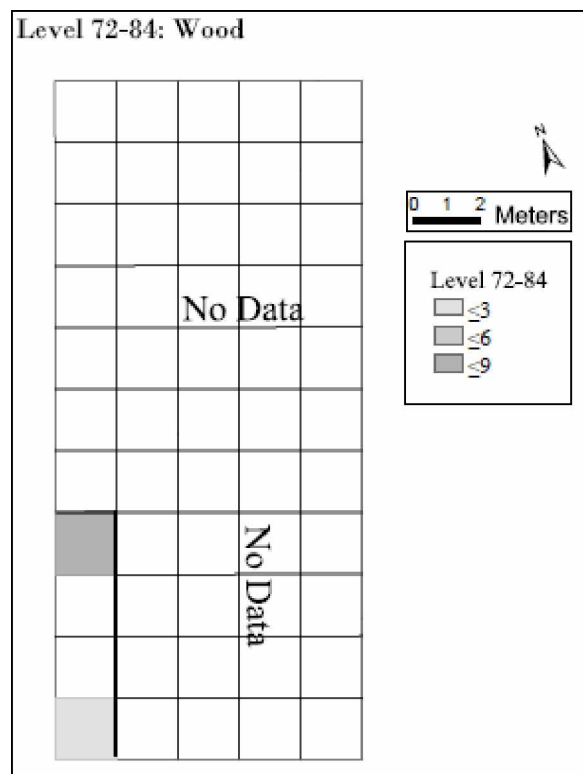 Level 72-84: Wood
N
0 1 2
Meters
Level 72-84
≤3
≤6
≤9
No Data
No Data